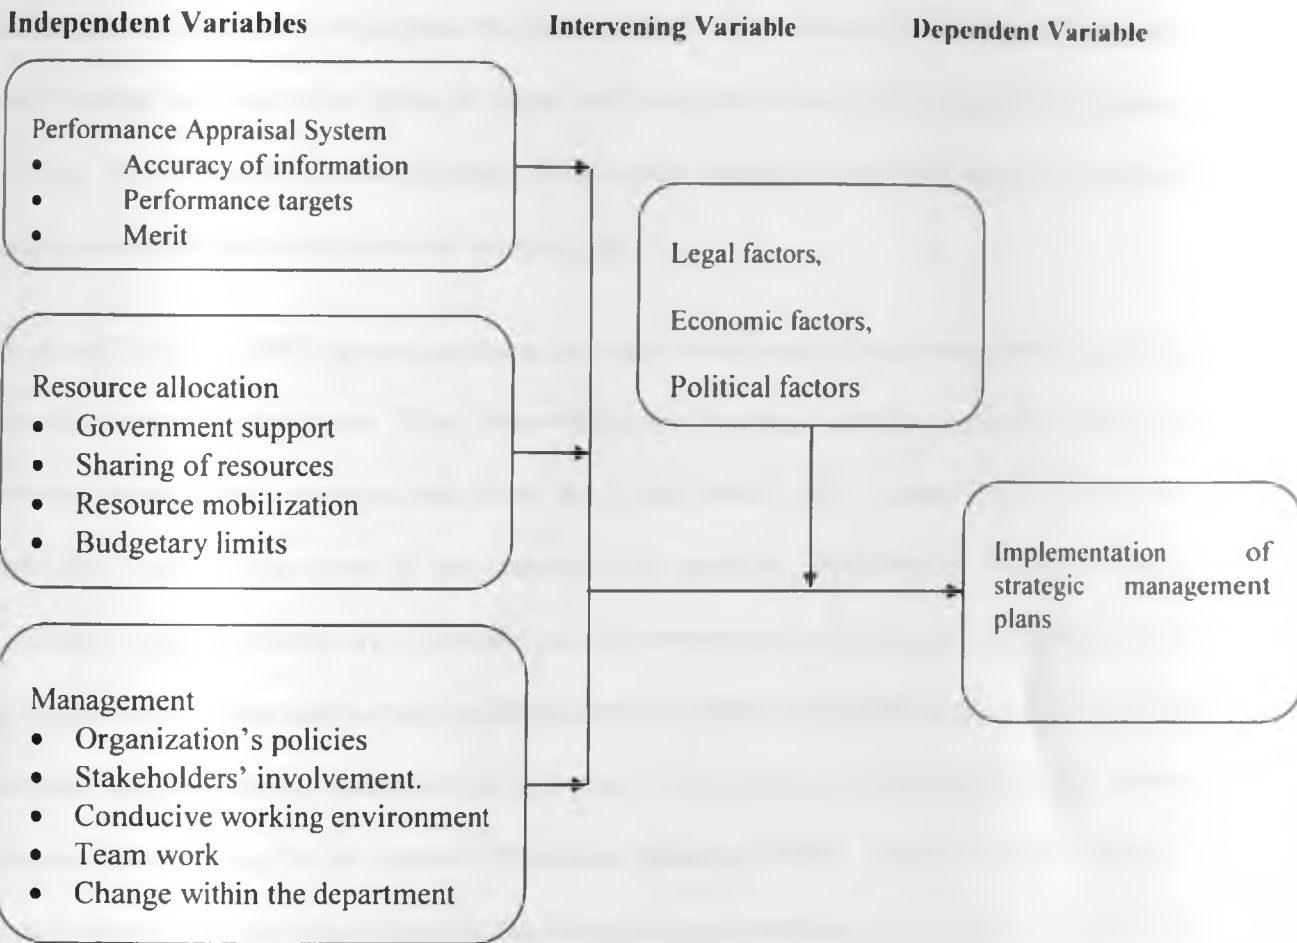 Independent Variables
Intervening Variable
Dependent Variable
Performance Appraisal System
• Accuracy of information
• Performance targets
• Merit
Resource allocation
• Government support
• Sharing of resources
• Resource mobilization
• Budgetary limits
Management
• Organization's policies
• Stakeholders' involvement.
• Conducive working environment
• Team work
• Change within the department
Legal factors,
Economic factors,
Political factors
Implementation of
strategic management
plans